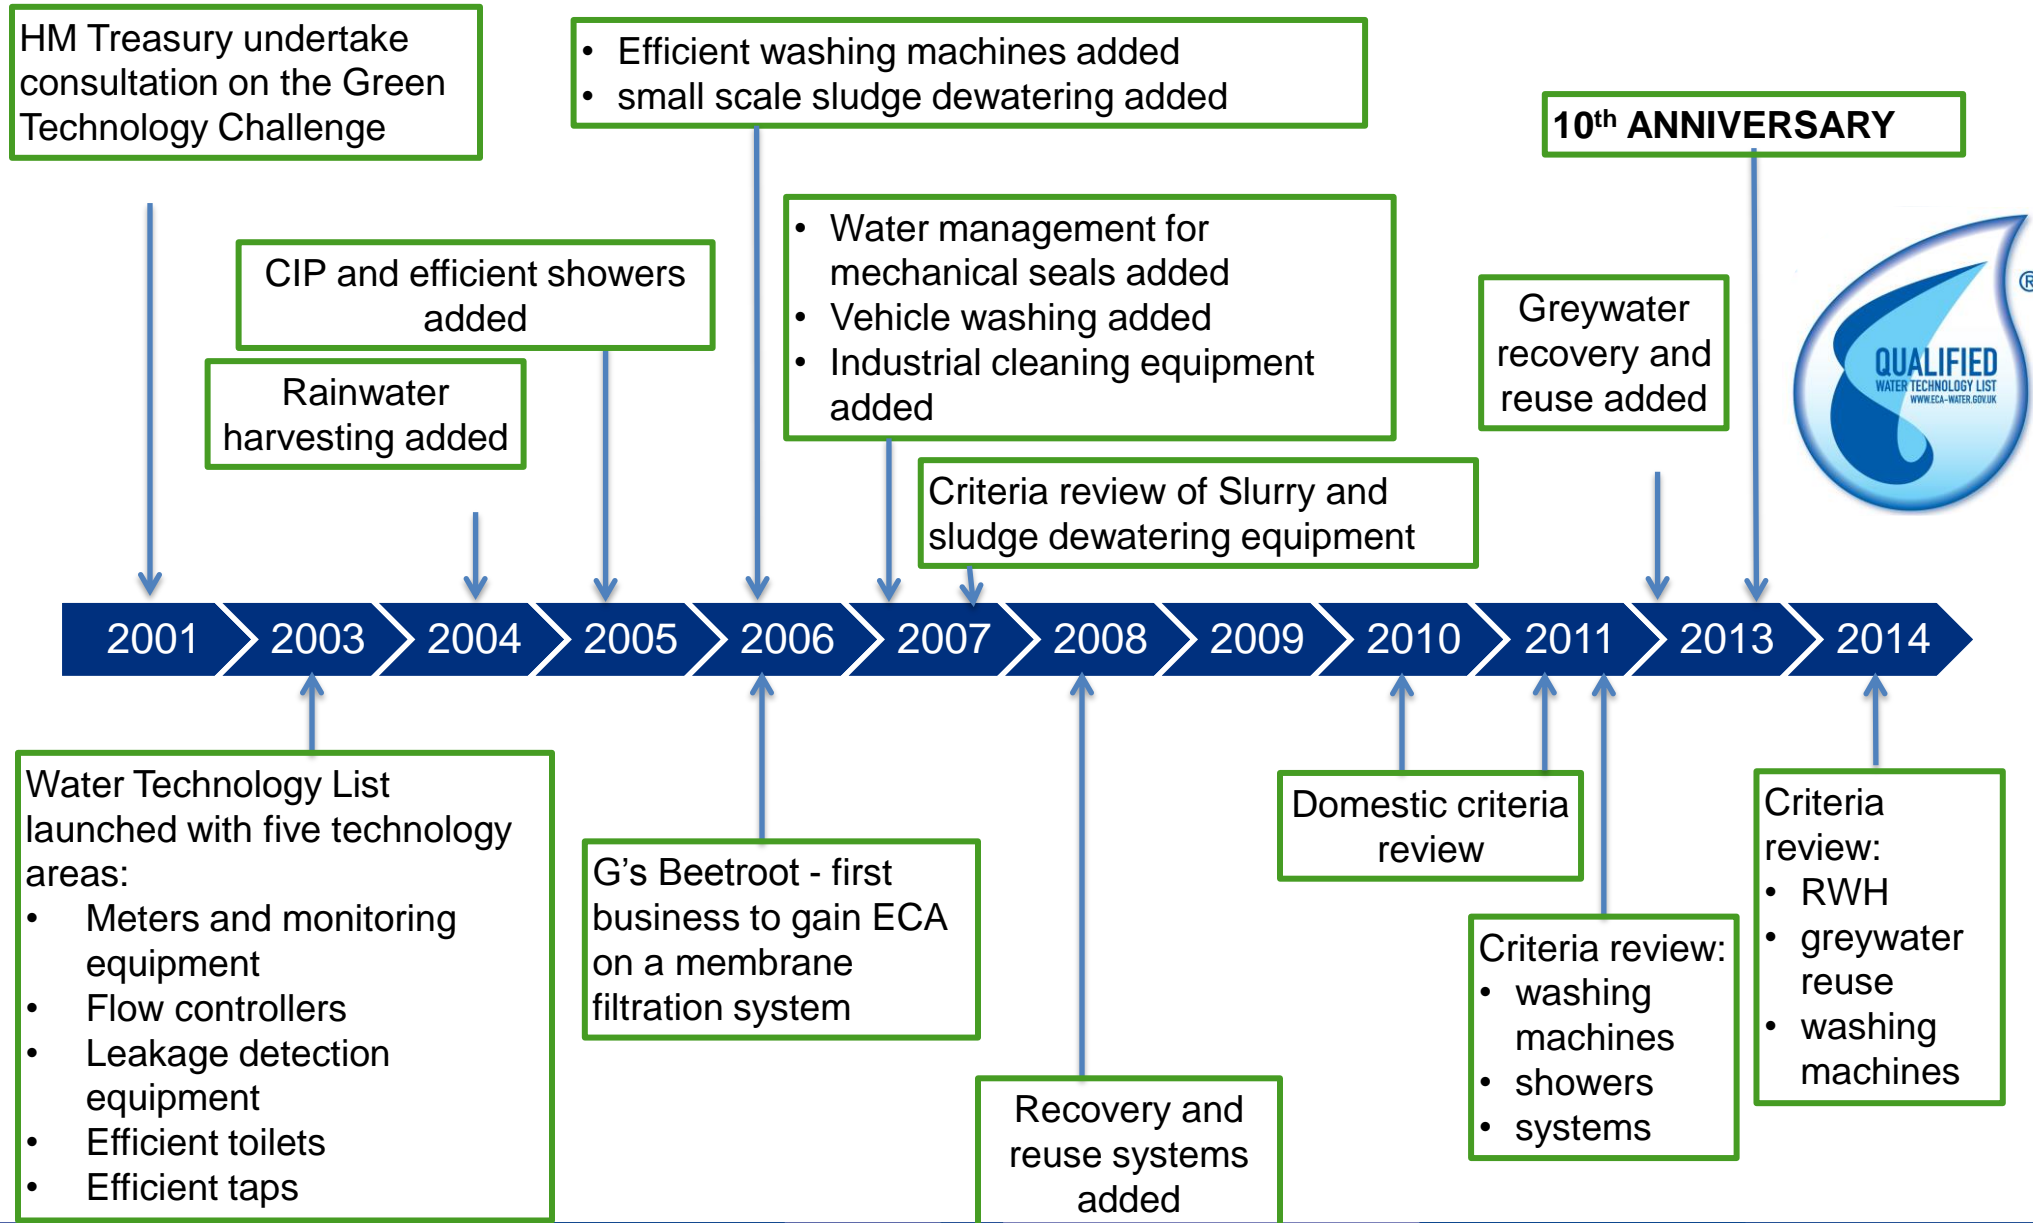 HM Treasury undertake
consultation on the Green
Technology Challenge
• Efficient washing machines added
• small scale sludge dewatering added
10th ANNIVERSARY
CIP and efficient showers
added
Rainwater
harvesting added
• Water management for
mechanical seals added
• Vehicle washing added
• Industrial cleaning equipment
added
Criteria review of Slurry and
sludge dewatering equipment
Greywater
recovery and
reuse added
®
QUALIFIED
WATER TECHNOLOGY LIST
WWW.ECA-WATER.GOV.UK
2001 2003 2004 2005 2006 2007 2008 2009 2010 2011 2013 2014
Water Technology List
launched with five technology
areas:
• Meters and monitoring
equipment
• Flow controllers
• Leakage detection
equipment
• Efficient toilets
• Efficient taps
G's Beetroot - first
business to gain ECA
on a membrane
filtration system
Recovery and
reuse systems
added
Domestic criteria
review
Criteria review:
• washing
machines
• showers
• systems
Criteria
review:
• RWH
• greywater
reuse
• washing
machines